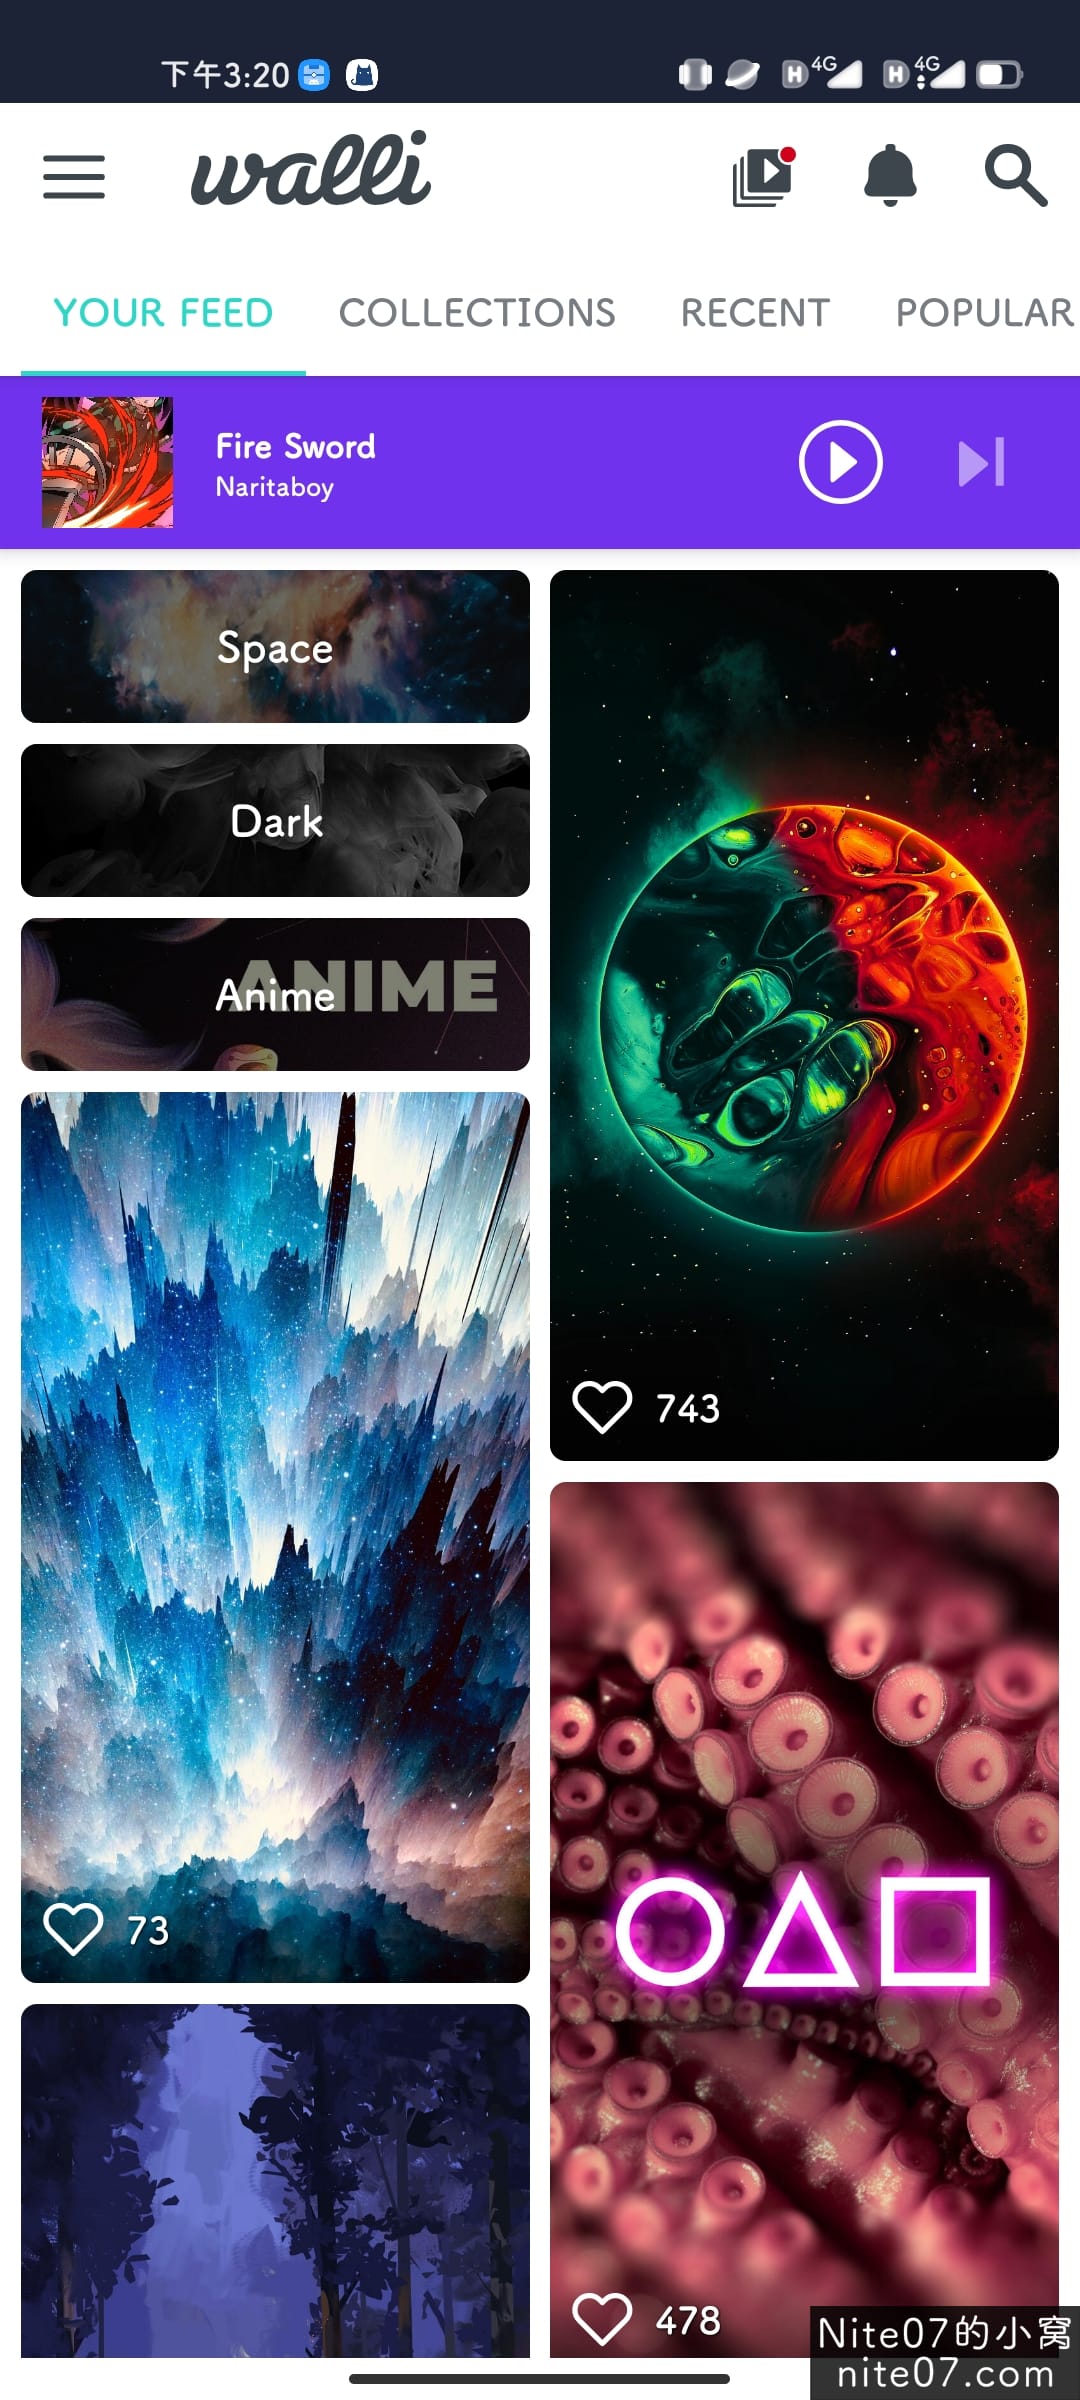 下午3:20
4G
4G
walli
YOUR FEED
COLLECTIONS
RECENT
POPULAR
Fire Sword
Naritaboy
Space
Dark
ANIME
Anime
743
73
478
Nite07的小窝
nite07.com